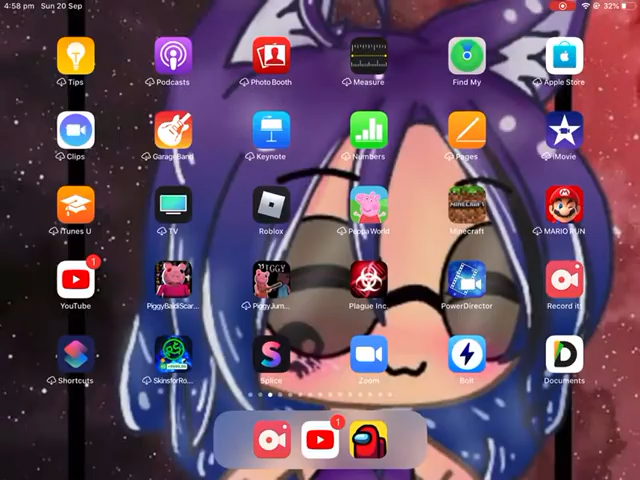 4:58 pm Sun 20 Sep 32%
Tips Podcasts Photo Booth Measure Find My Apple Store
Clips GarageBand Keynote Numbers Pages iMovie
iTunes U TV Roblox Peppa World Minecraft MARIO RUN
MINECRAFT
1
PIGGY
YouTube PiggyBaldiScar... PiggyJum... Plague Inc. PowerDirector Record it!
Shortcuts SkinsforRo... Splice Zoom Bolt Documents
1